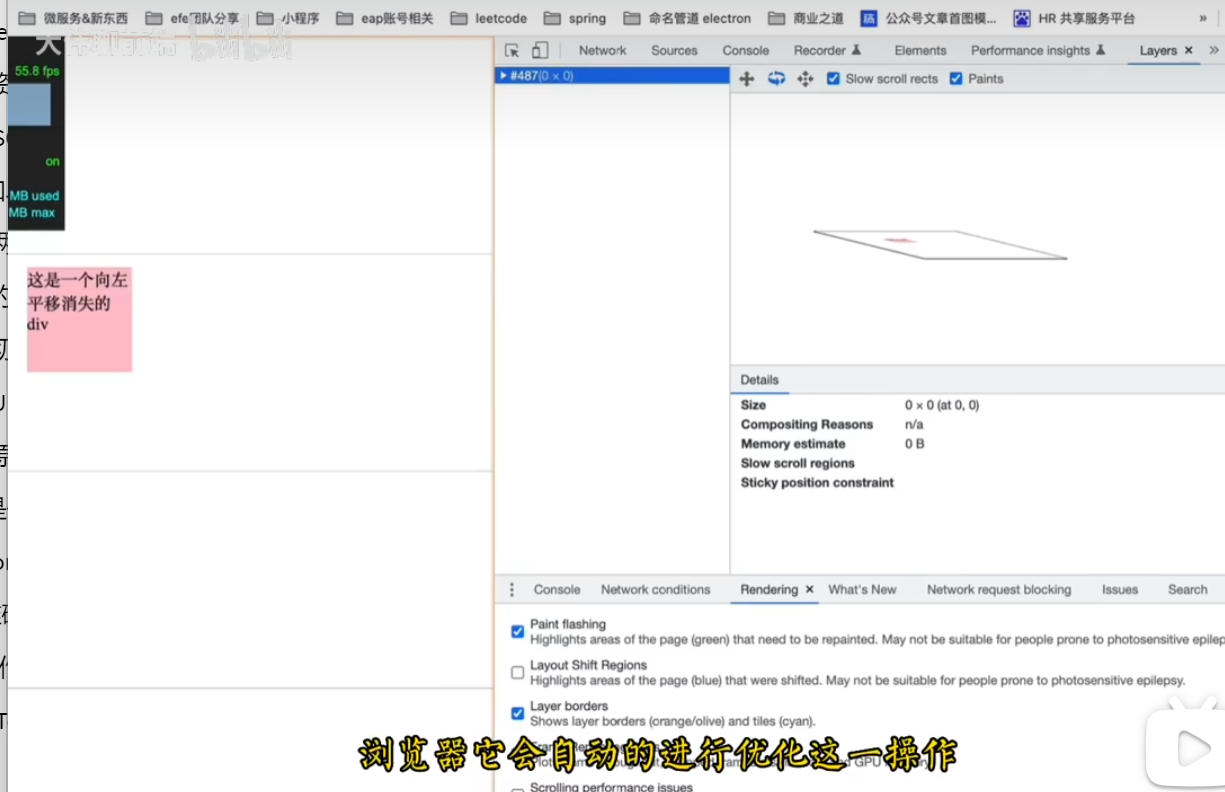 微服务&新东西 efe团队分享 小程序 eap账号相关 leetcode spring 命名管道 electron 商业之道 公众号文章首图模... HR 共享服务平台 »
bilibili
55.8 fps
on
MB used
MB max
Network Sources Console Recorder Elements Performance insights Layers × »
#487(0 × 0)
Slow scroll rects Paints
这是一个向左
平移消失的
div
Details
Size 0 × 0 (at 0, 0)
Compositing Reasons n/a
Memory estimate 0 B
Slow scroll regions
Sticky position constraint
Console Network conditions Rendering × What's New Network request blocking Issues Search
Paint flashing
Highlights areas of the page (green) that need to be repainted. May not be suitable for people prone to photosensitive epilep
Layout Shift Regions
Highlights areas of the page (blue) that were shifted. May not be suitable for people prone to photosensitive epilepsy.
Layer borders
Shows layer borders (orange/olive) and tiles (cyan).
浏览器它会自动的进行优化这一操作
Scrolling performance issues